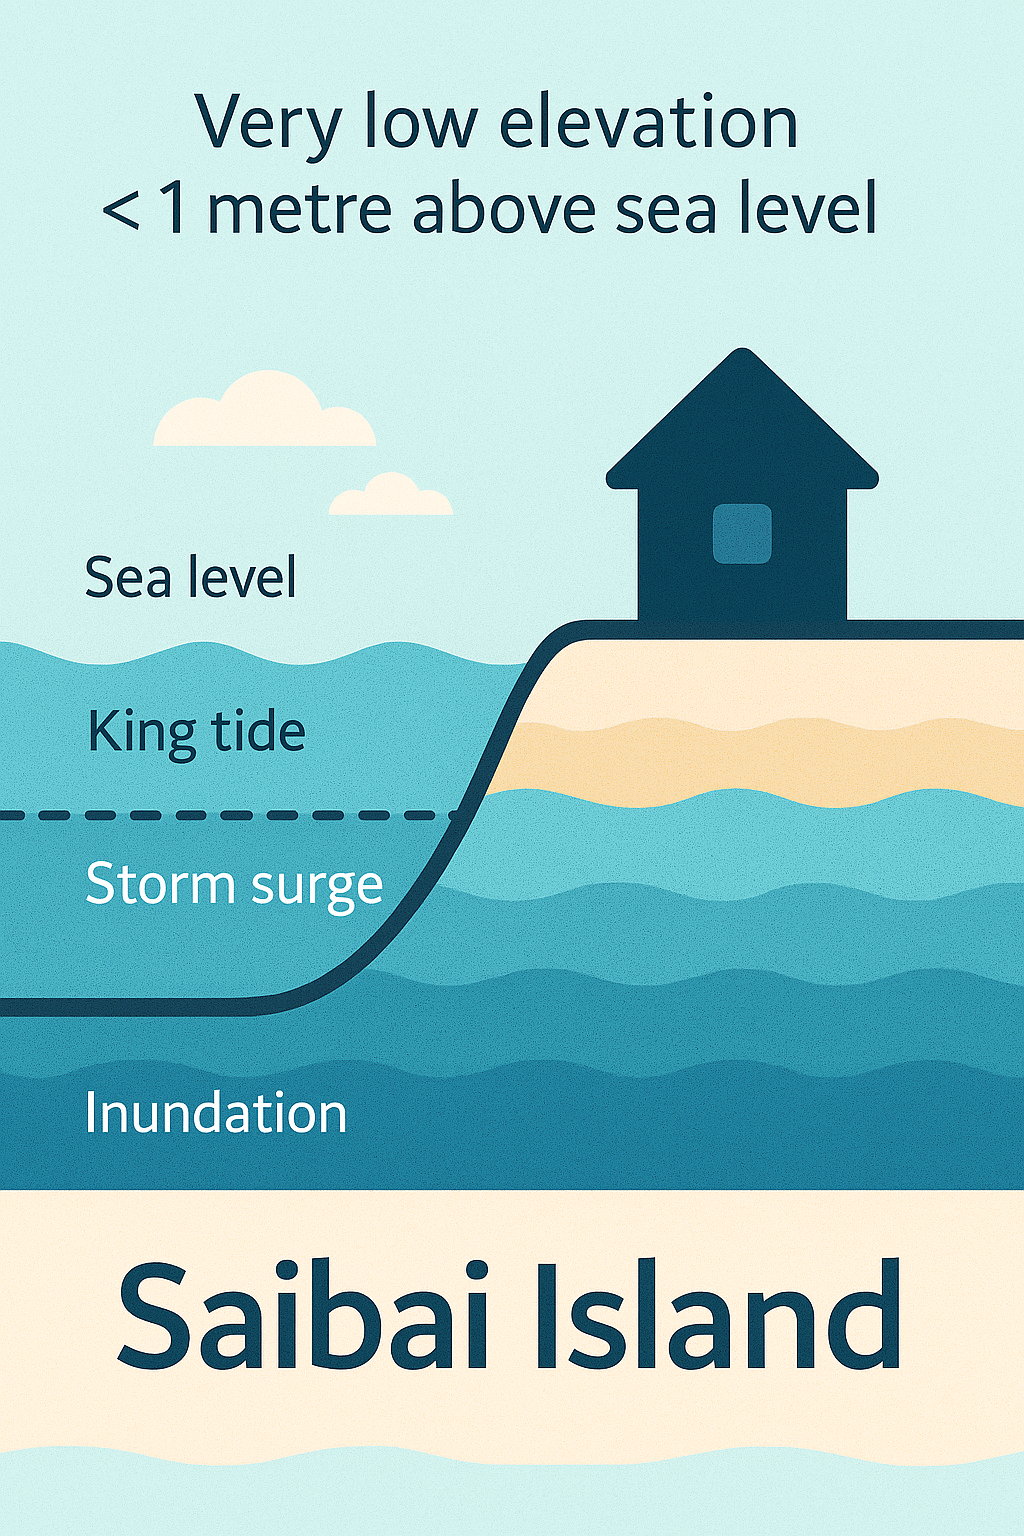 Very low elevation
< 1 metre above sea level
Sea level
King tide
Storm surge
Inundation
Saibai Island